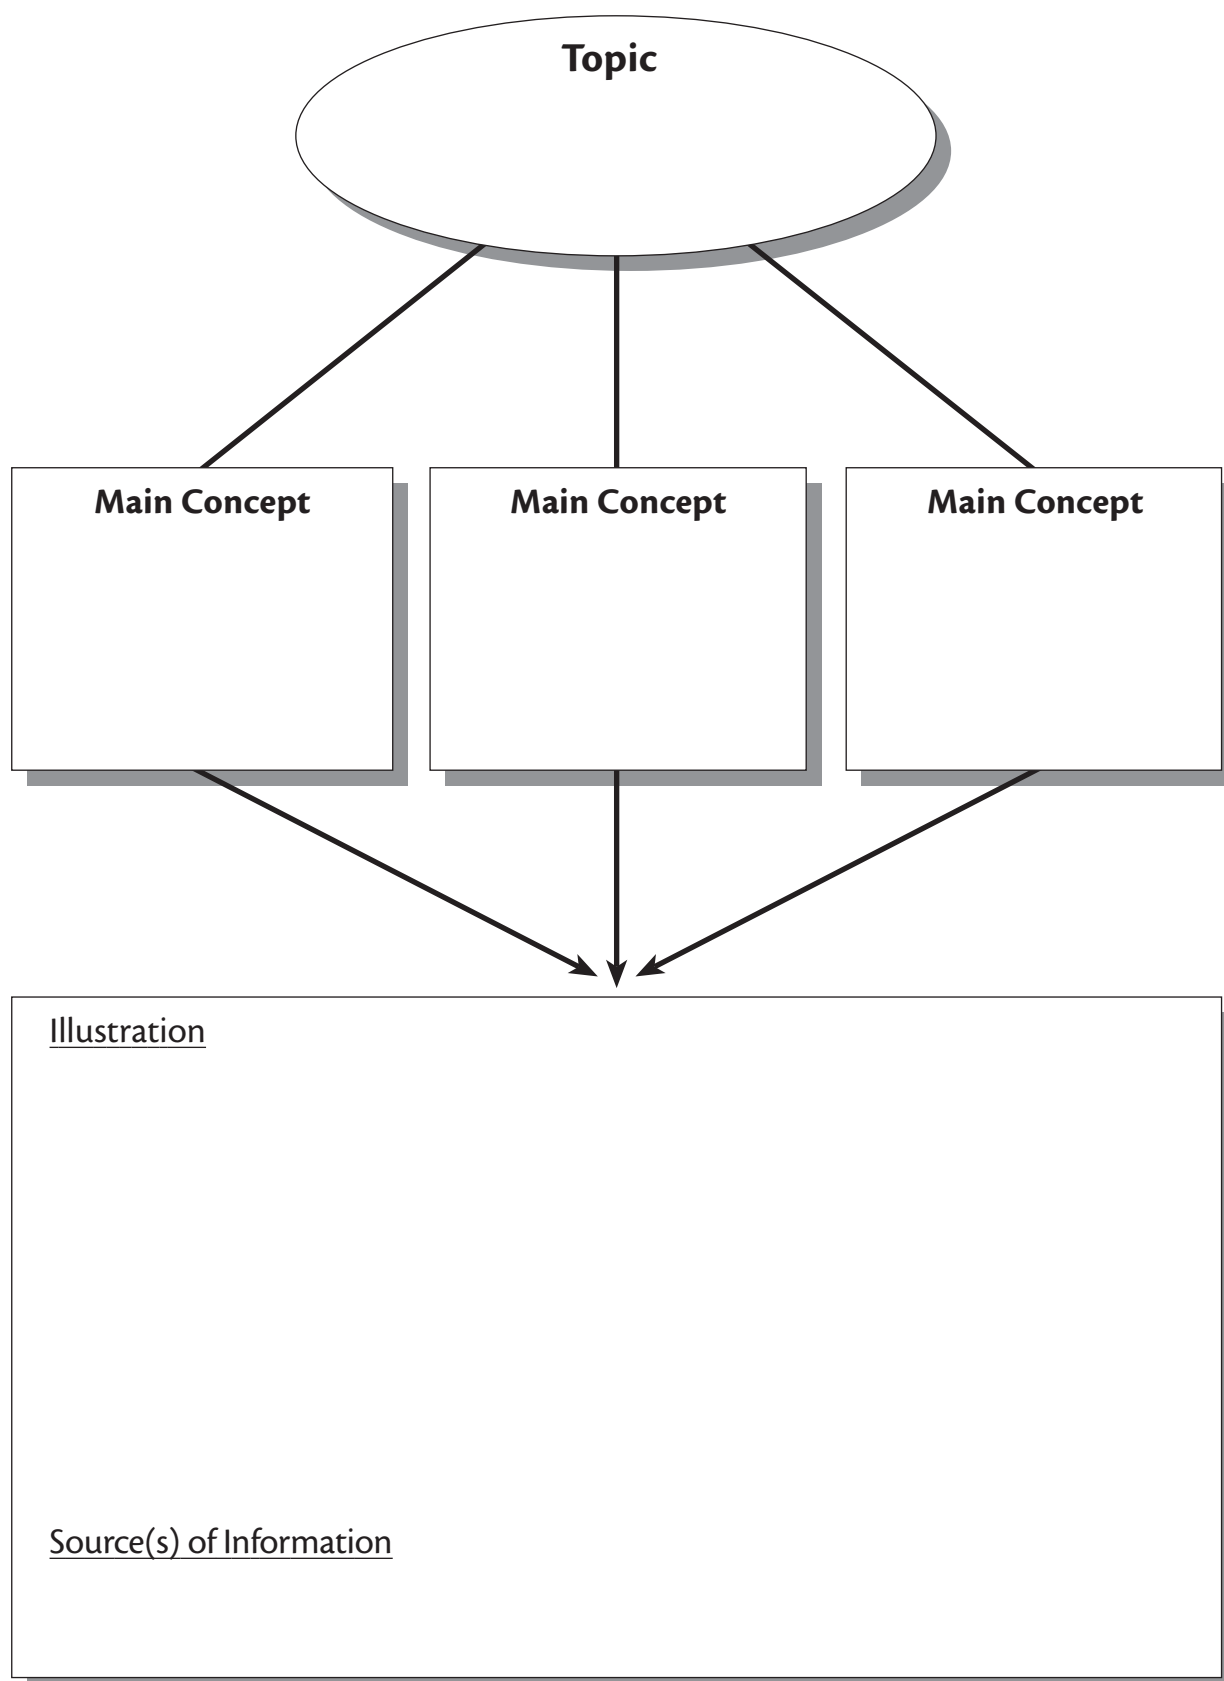 Topic
Main Concept
Main Concept
Main Concept
Illustration
Source(s) of Information